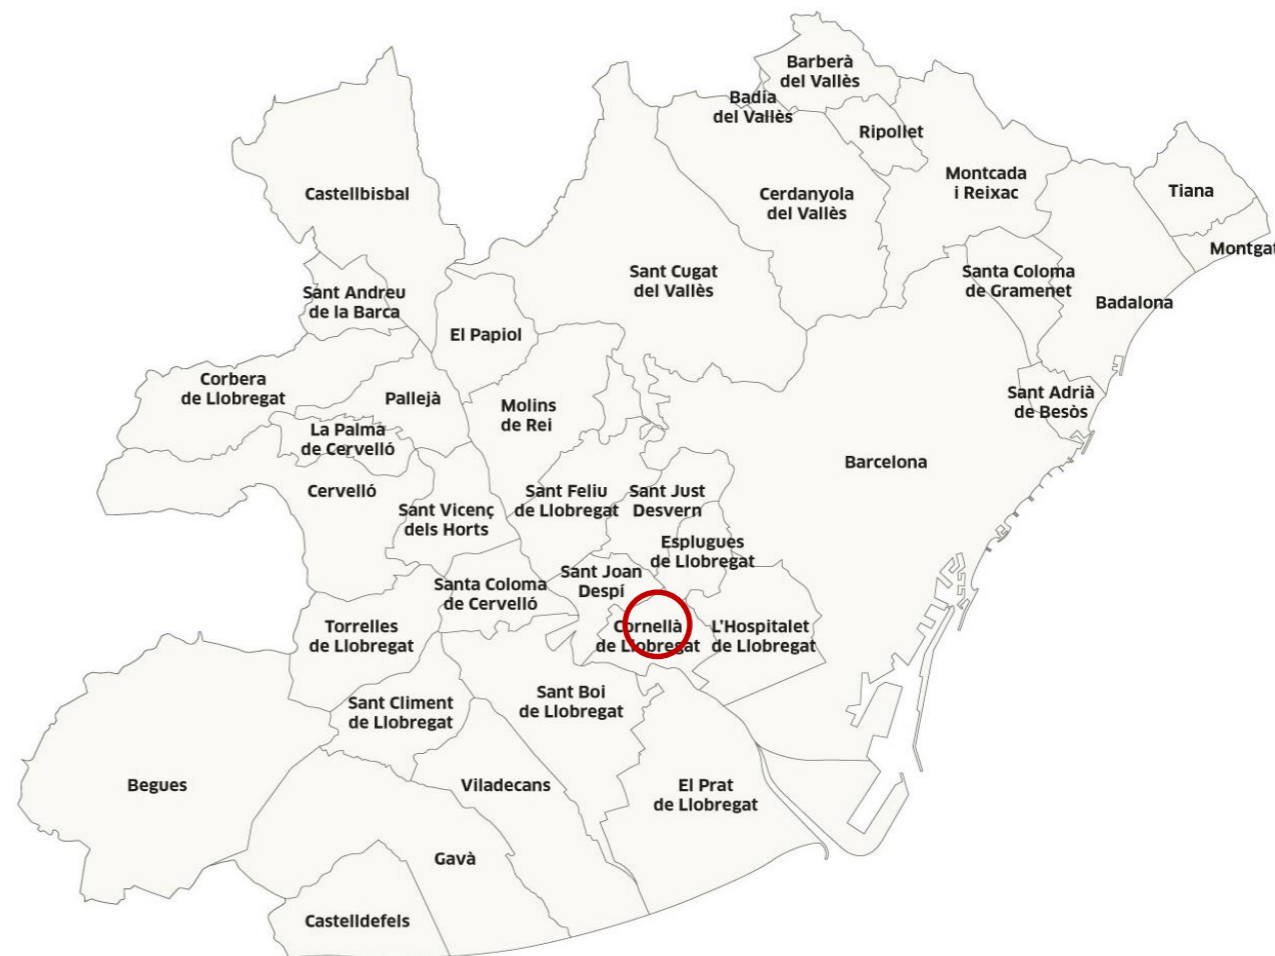 Barberà
del Vallès
Badia
del Vallès
Ripollet
Montcada
i Reixac
Tiana
Castellbisbal
Cerdanyola
del Vallès
Montgat
Sant Cugat
del Vallès
Santa Coloma
de Gramenet
Badalona
Sant Andreu
de la Barca
El Papiol
Corbera
de Llobregat
Pallejà
Molins
de Rei
Sant Adrià
de Besòs
La Palma
de Cervelló
Barcelona
Cervelló
Sant Feliu
de Llobregat
Sant Just
Desvern
Sant Vicenç
dels Horts
Esplugues
de Llobregat
Sant Joan
Despí
Santa Coloma
de Cervelló
Torrelles
de Llobregat
Cornellà
de Llobregat
L'Hospitalet
de Llobregat
Sant Climent
de Llobregat
Sant Boi
de Llobregat
Begues
Viladecans
El Prat
de Llobregat
Gavà
Castelldefels